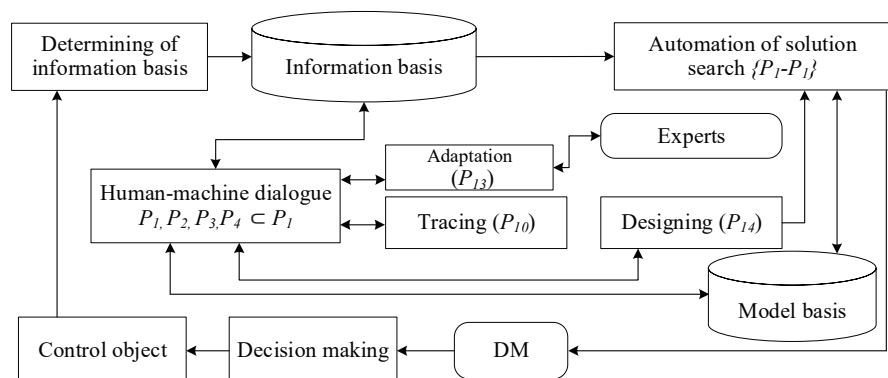 Determining of
information basis
Information basis
Automation of solution
search {P1-P1}
Human-machine dialogue
P1, P2, P3,P4 ⊂ P1
Adaptation
(P13)
Experts
Tracing (P10)
Designing (P14)
Model basis
Control object
Decision making
DM